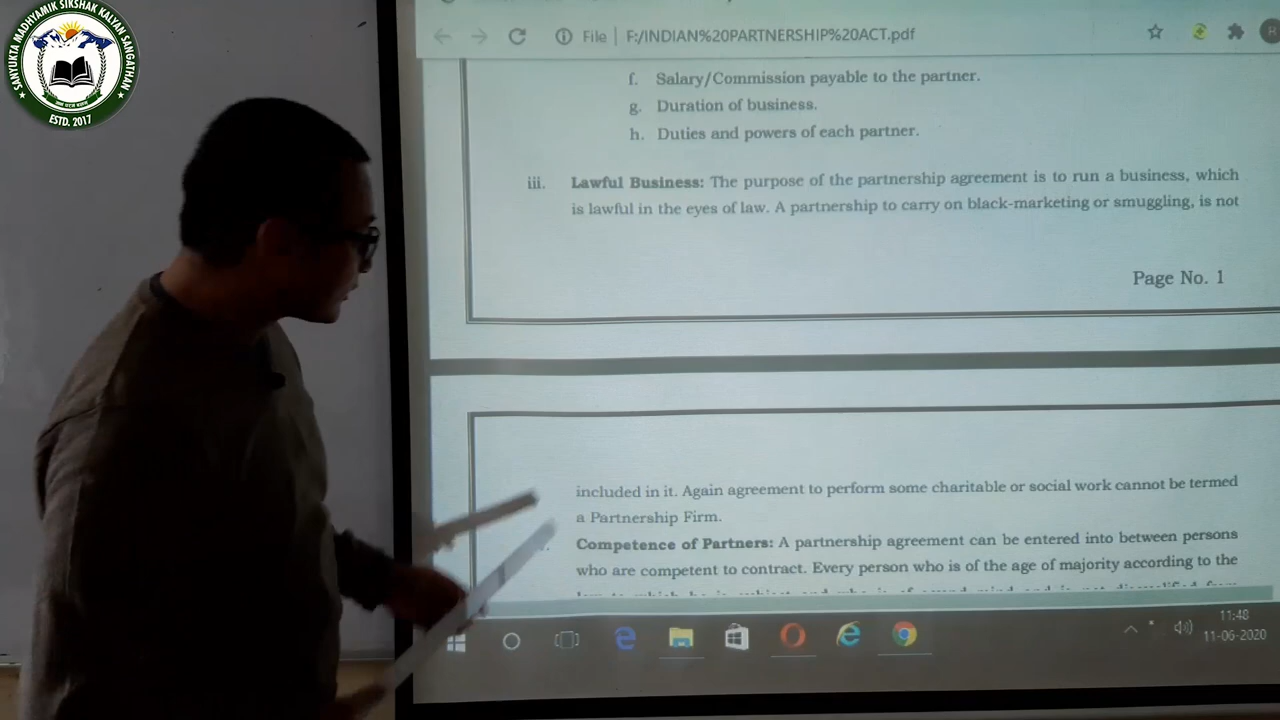 SANYUKTA MADHYAMIK SIKSHAK KALYAN SANGATHAN
ESTD. 2017
File | F:/INDIAN%20PARTNERSHIP%20ACT.pdf
f. Salary/Commission payable to the partner.
g. Duration of business.
h. Duties and powers of each partner.
iii. Lawful Business: The purpose of the partnership agreement is to run a business, which
is lawful in the eyes of law. A partnership to carry on black-marketing or smuggling, is not
Page No. 1
included in it. Again agreement to perform some charitable or social work cannot be termed
a Partnership Firm.
Competence of Partners: A partnership agreement can be entered into between persons
who are competent to contract. Every person who is of the age of majority according to the
11:48
11-06-2020